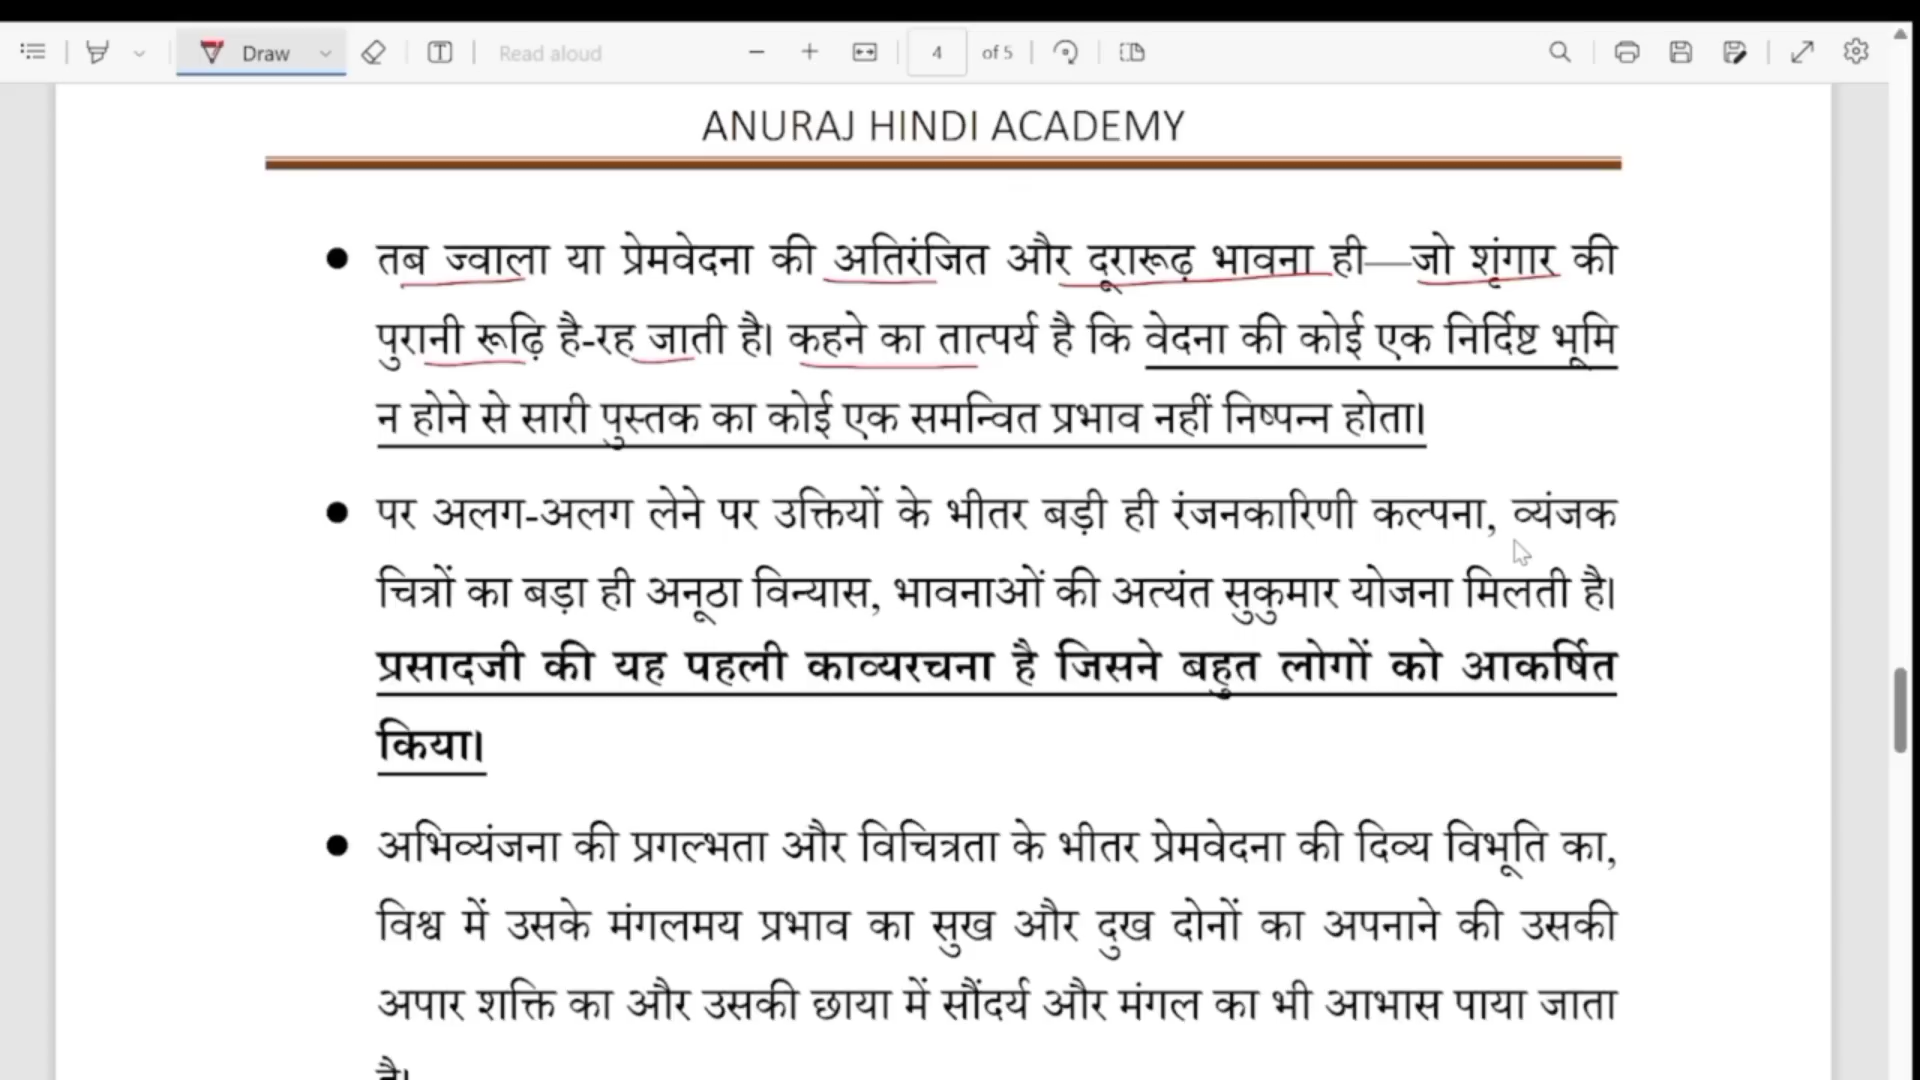 Draw
Read aloud
4 of 5
ANURAJ HINDI ACADEMY
● तब ज्वाला या प्रेमवेदना की अतिरंजित और दूरारूढ़ भावना ही—जो शृंगार की
पुरानी रूढ़ि है-रह जाती है। कहने का तात्पर्य है कि वेदना की कोई एक निर्दिष्ट भूमि
न होने से सारी पुस्तक का कोई एक समन्वित प्रभाव नहीं निष्पन्न होता।
● पर अलग-अलग लेने पर उक्तियों के भीतर बड़ी ही रंजनकारिणी कल्पना, व्यंजक
चित्रों का बड़ा ही अनूठा विन्यास, भावनाओं की अत्यंत सुकुमार योजना मिलती है।
प्रसादजी की यह पहली काव्यरचना है जिसने बहुत लोगों को आकर्षित
किया।
● अभिव्यंजना की प्रगल्भता और विचित्रता के भीतर प्रेमवेदना की दिव्य विभूति का,
विश्व में उसके मंगलमय प्रभाव का सुख और दुख दोनों का अपनाने की उसकी
अपार शक्ति का और उसकी छाया में सौंदर्य और मंगल का भी आभास पाया जाता
है।